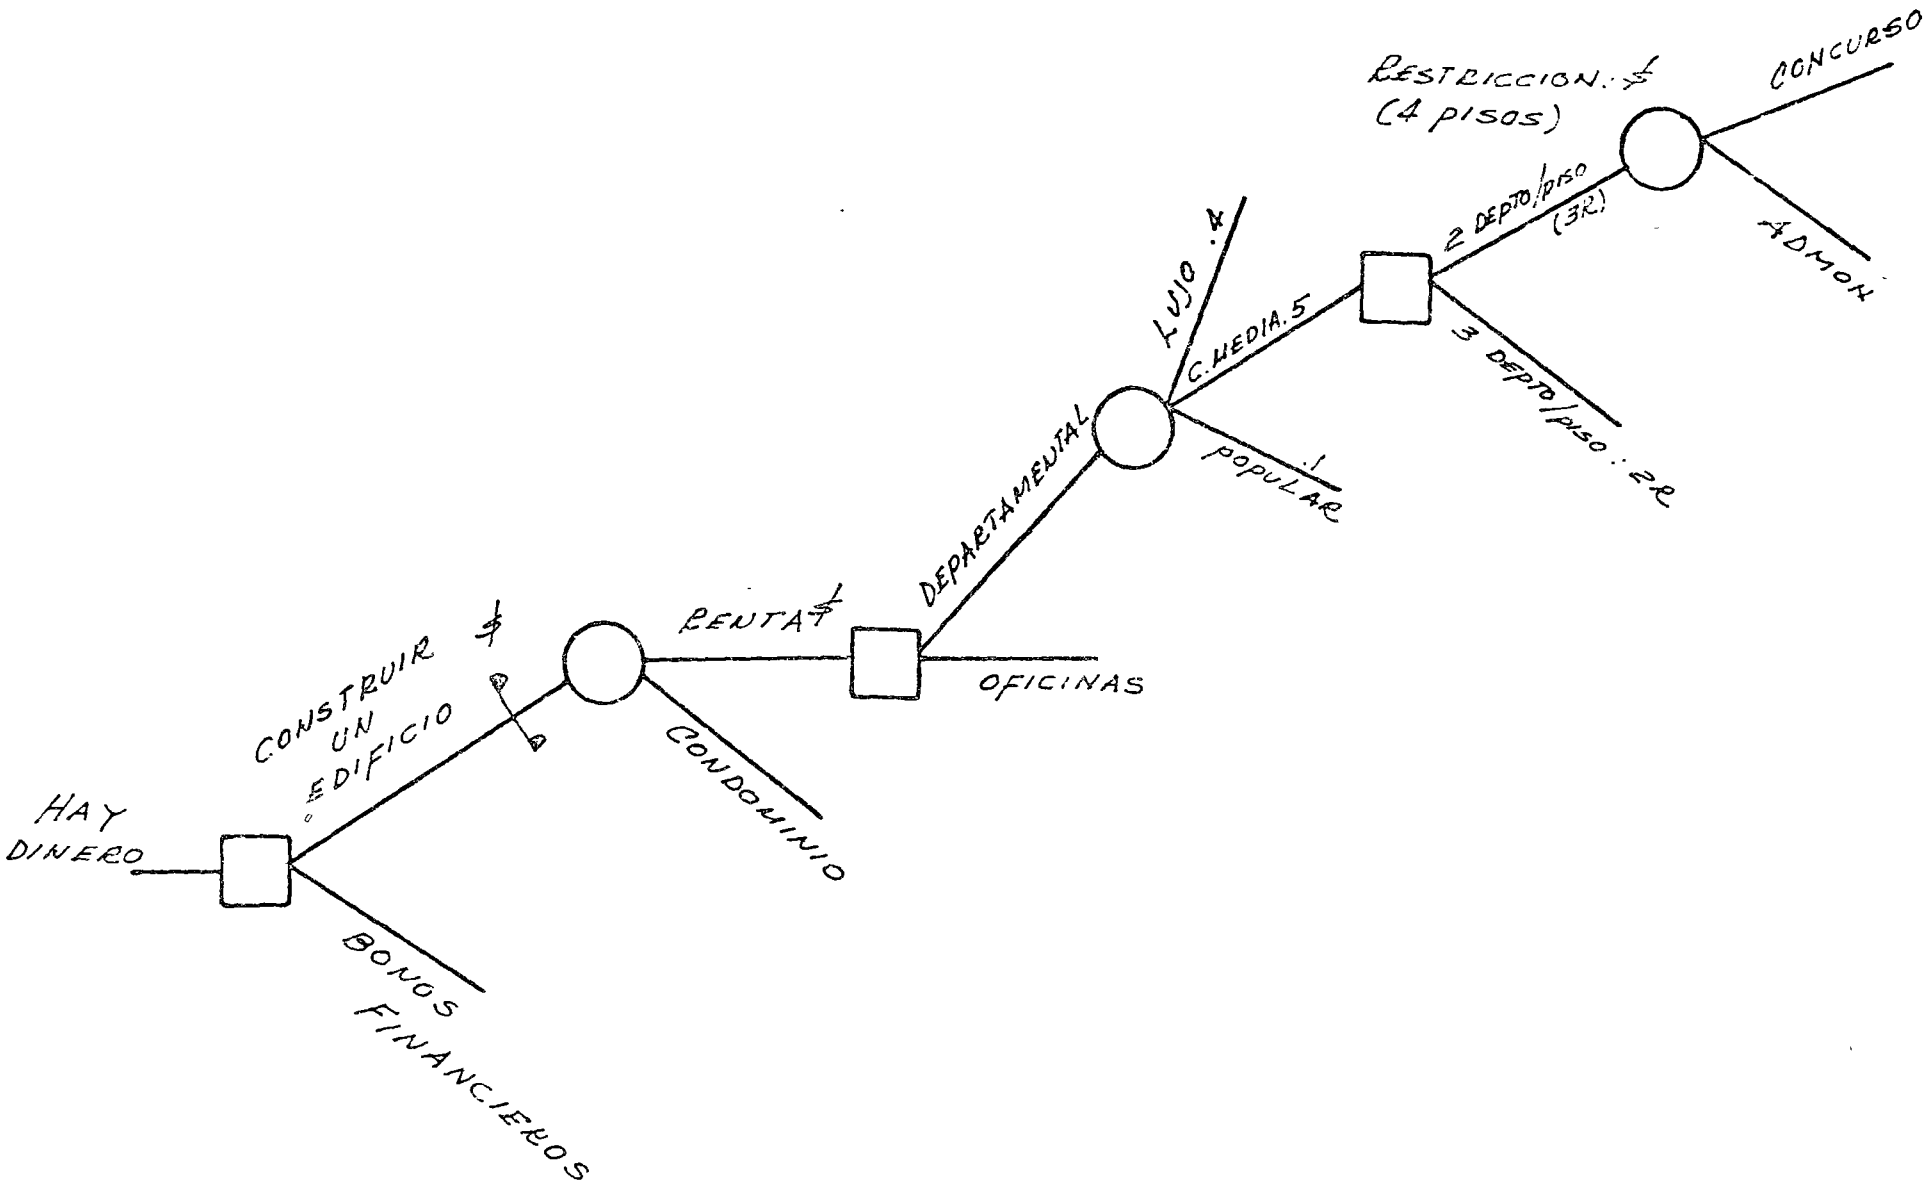 HAY
DINERO
CONSTRUIR $
UN
EDIFICIO
BONOS
FINANCIEROS
RENTA $
CONDOMINIO
DEPARTAMENTAL
OFICINAS
LUJO .4
C. MEDIA .5
POPULAR .1
2 DEPTO/PISO
(3R)
3 DEPTO/PISO: 2R
RESTRICCION: $
(4 PISOS)
CONCURSO
ADMON